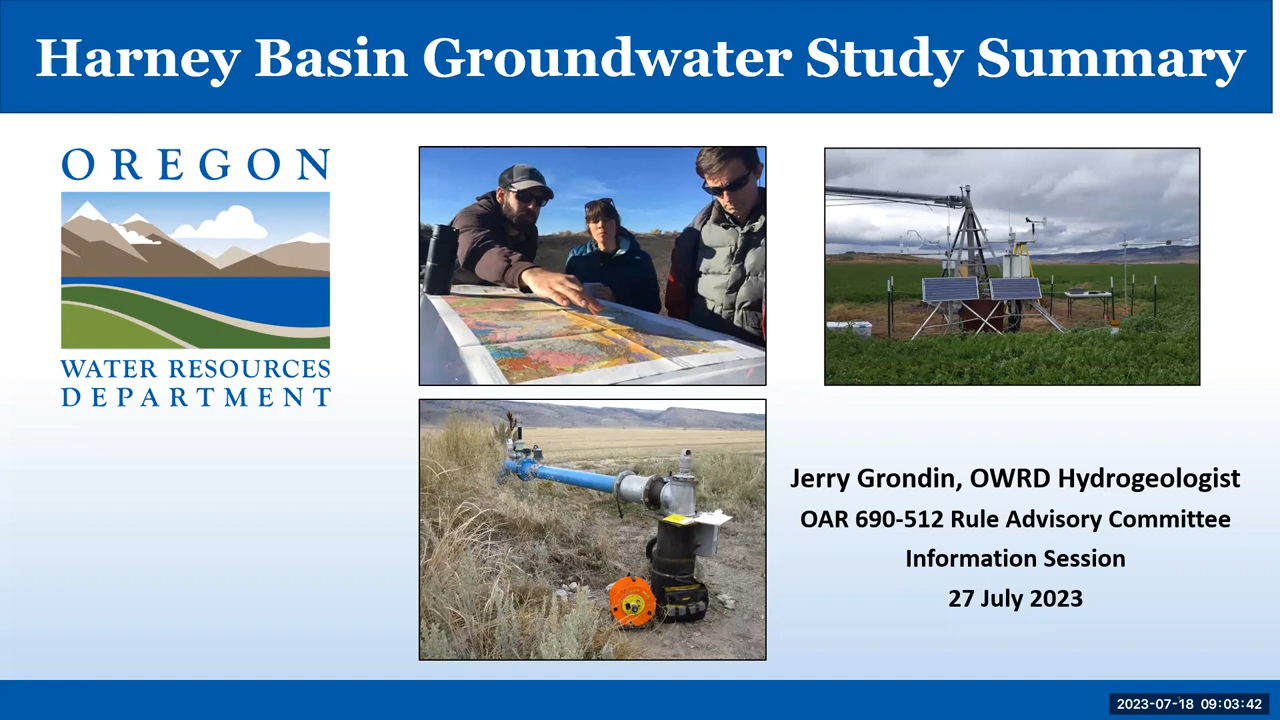 Harney Basin Groundwater Study Summary
OREGON
WATER RESOURCES
DEPARTMENT
Jerry Grondin, OWRD Hydrogeologist
OAR 690-512 Rule Advisory Committee
Information Session
27 July 2023
2023-07-18 09:03:42